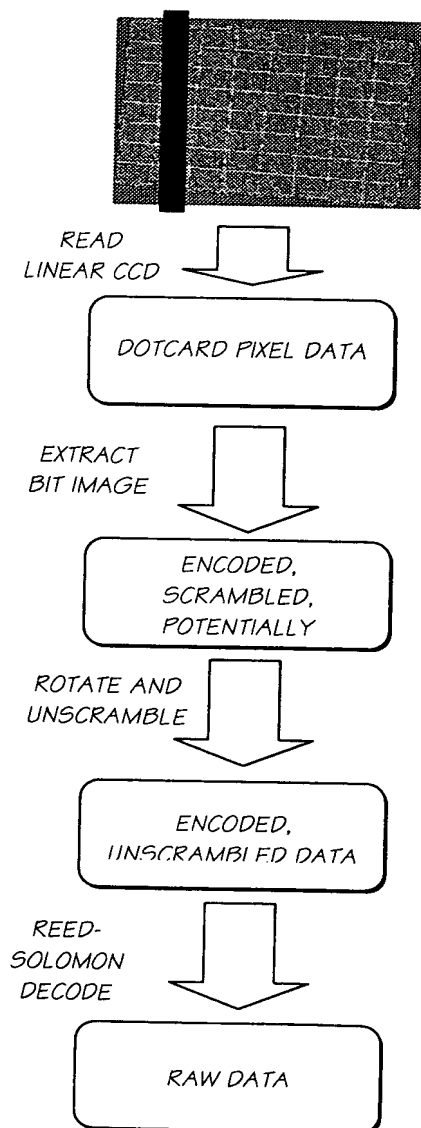 READ
LINEAR CCD
DOTCARD PIXEL DATA
EXTRACT
BIT IMAGE
ENCODED,
SCRAMBLED,
POTENTIALLY
ROTATE AND
UNSCRAMBLE
ENCODED,
UNSCRAMBLED DATA
REED-
SOLOMON
DECODE
RAW DATA